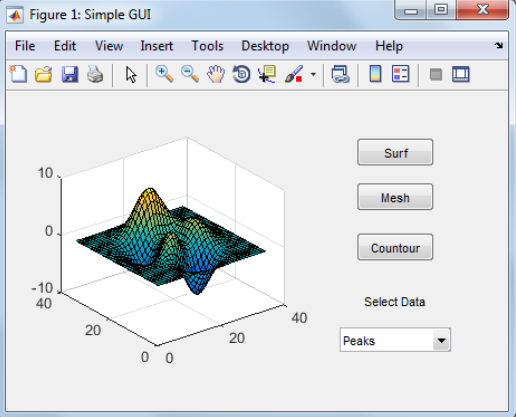 Figure 1: Simple GUI
File Edit View Insert Tools Desktop Window Help
Surf
Mesh
Countour
Select Data
Peaks
10
0
-10
40
20
0
0
20
40